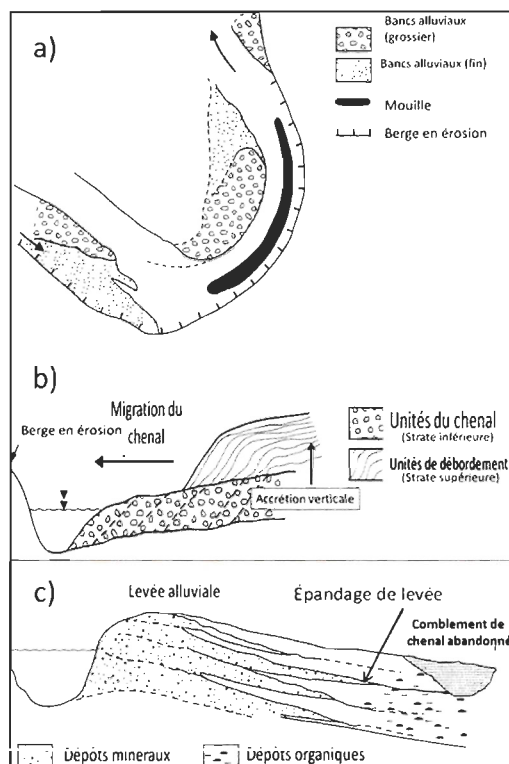 a)
Bancs alluviaux
(grossier)
Bancs alluviaux (fin)
Mouille
Berge en érosion
b)
Migration du
chenal
Berge en érosion
Unités du chenal
(Strate inférieure)
Unités de débordement
(Strate supérieure)
Accrétion verticale
c)
Levée alluviale
Épandage de levée
Comblement de
chenal abandonné
Dépôts minéraux
Dépôts organiques